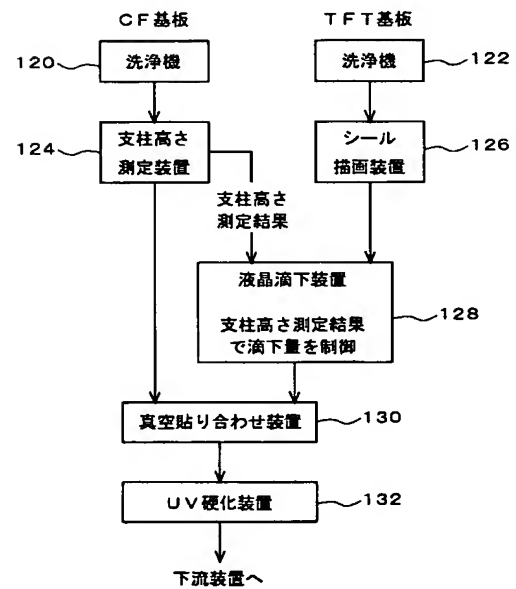 ＣＦ基板
ＴＦＴ基板
120
洗浄機
洗浄機
122
124
支柱高さ
測定装置
シール
描画装置
126
支柱高さ
測定結果
液晶滴下装置
支柱高さ測定結果
で滴下量を制御
128
真空貼り合わせ装置
130
ＵＶ硬化装置
132
下流装置へ